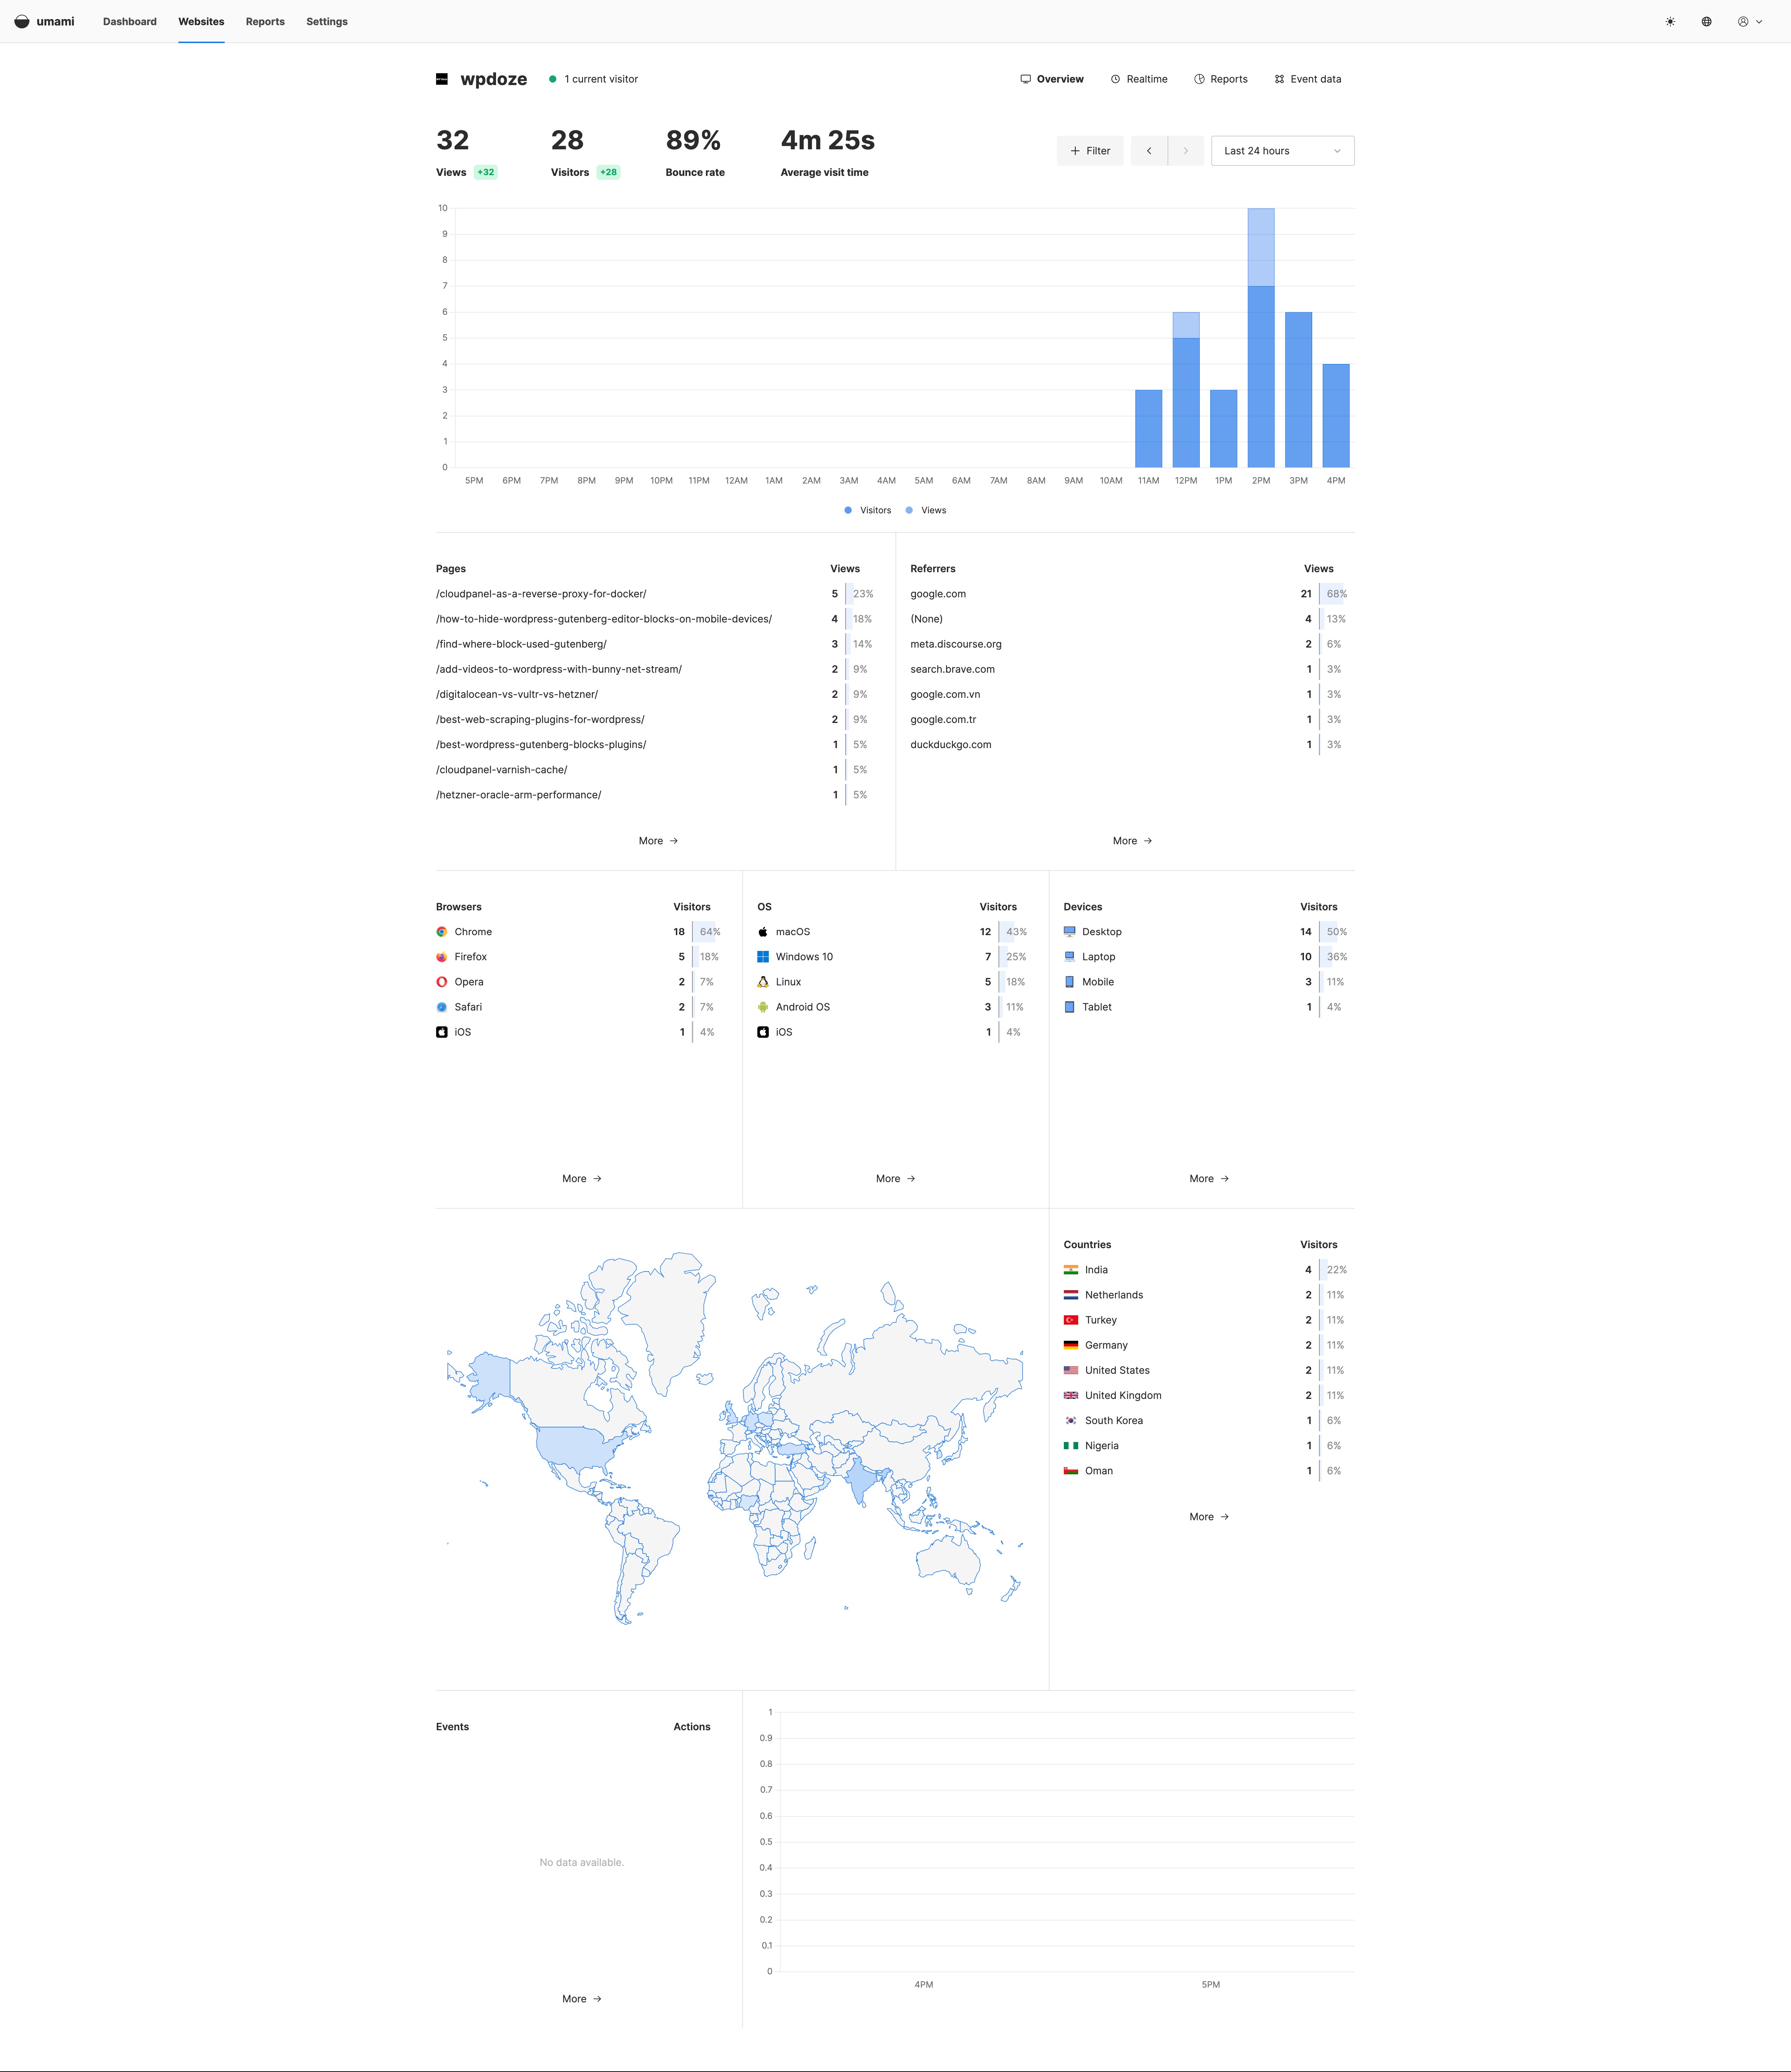 umami Dashboard Websites Reports Settings
wpdoze 1 current visitor Overview Realtime Reports Event data
32 28 89% 4m 25s
Views +32 Visitors +28 Bounce rate Average visit time
Filter Last 24 hours
10
9
8
7
6
5
4
3
2
1
0
5PM 6PM 7PM 8PM 9PM 10PM 11PM 12AM 1AM 2AM 3AM 4AM 5AM 6AM 7AM 8AM 9AM 10AM 11AM 12PM 1PM 2PM 3PM 4PM
Visitors Views
Pages Views
/cloudpanel-as-a-reverse-proxy-for-docker/ 5 23%
/how-to-hide-wordpress-gutenberg-editor-blocks-on-mobile-devices/ 4 18%
/find-where-block-used-gutenberg/ 3 14%
/add-videos-to-wordpress-with-bunny-net-stream/ 2 9%
/digitalocean-vs-vultr-vs-hetzner/ 2 9%
/best-web-scraping-plugins-for-wordpress/ 2 9%
/best-wordpress-gutenberg-blocks-plugins/ 1 5%
/cloudpanel-varnish-cache/ 1 5%
/hetzner-oracle-arm-performance/ 1 5%
More
Referrers Views
google.com 21 68%
(None) 4 13%
meta.discourse.org 2 6%
search.brave.com 1 3%
google.com.vn 1 3%
google.com.tr 1 3%
duckduckgo.com 1 3%
More
Browsers Visitors
Chrome 18 64%
Firefox 5 18%
Opera 2 7%
Safari 2 7%
iOS 1 4%
More
OS Visitors
macOS 12 43%
Windows 10 7 25%
Linux 5 18%
Android OS 3 11%
iOS 1 4%
More
Devices Visitors
Desktop 14 50%
Laptop 10 36%
Mobile 3 11%
Tablet 1 4%
More
Countries Visitors
India 4 22%
Netherlands 2 11%
Turkey 2 11%
Germany 2 11%
United States 2 11%
United Kingdom 2 11%
South Korea 1 6%
Nigeria 1 6%
Oman 1 6%
More
Events Actions
No data available.
More
1
0.9
0.8
0.7
0.6
0.5
0.4
0.3
0.2
0.1
0
4PM 5PM